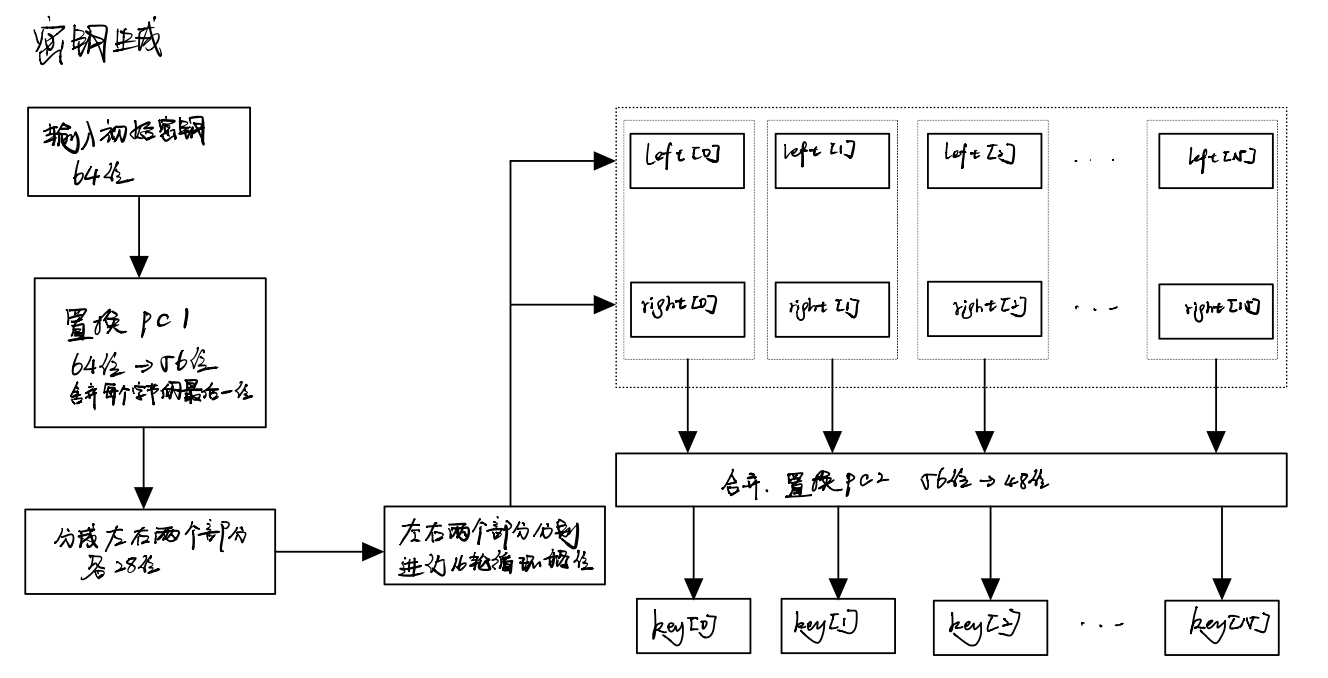 密钥生成
输入初始密钥
64位
置换 PC1
64位→56位
舍弃每个字节的最后一位
分成左右两个部分
各28位
左右两个部分分别
进行16轮循环移位
left[0]
left[1]
left[2]
...
left[15]
right[0]
right[1]
right[2]
...
right[15]
合并. 置换PC2 56位→48位
key[0]
key[1]
key[2]
...
key[15]